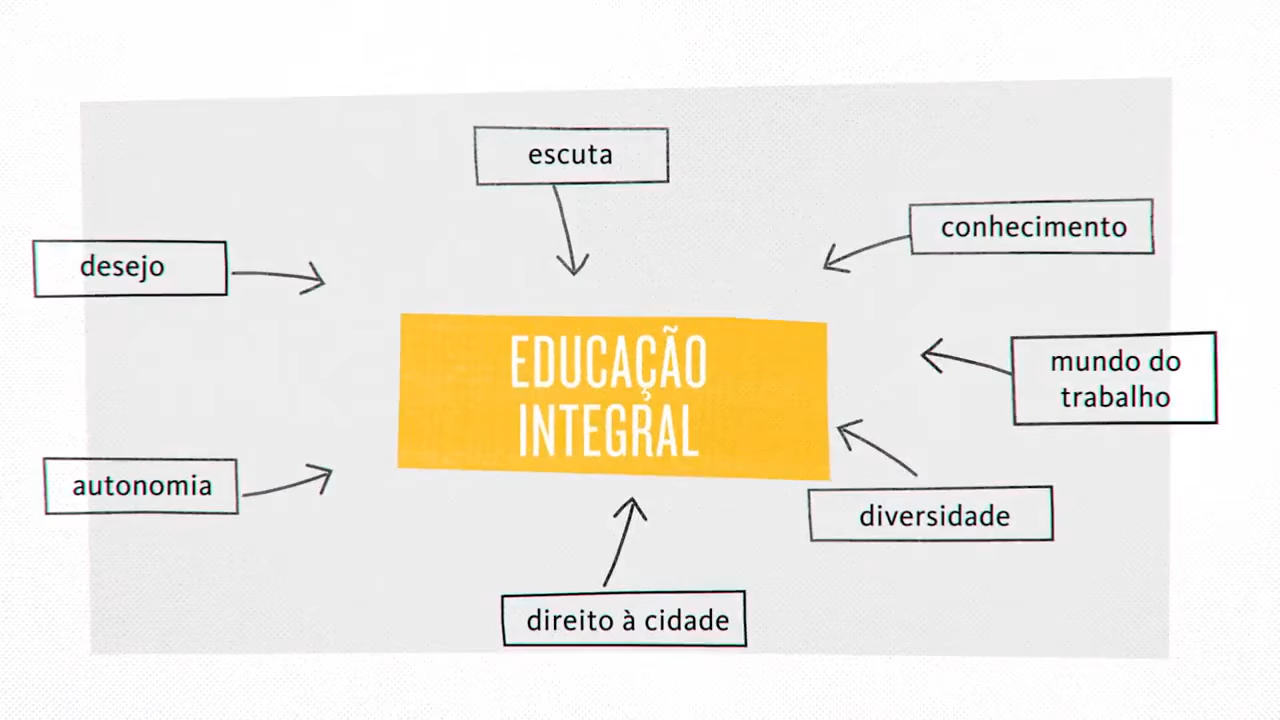 escuta
conhecimento
desejo
EDUCAÇÃO
INTEGRAL
mundo do
trabalho
autonomia
diversidade
direito à cidade